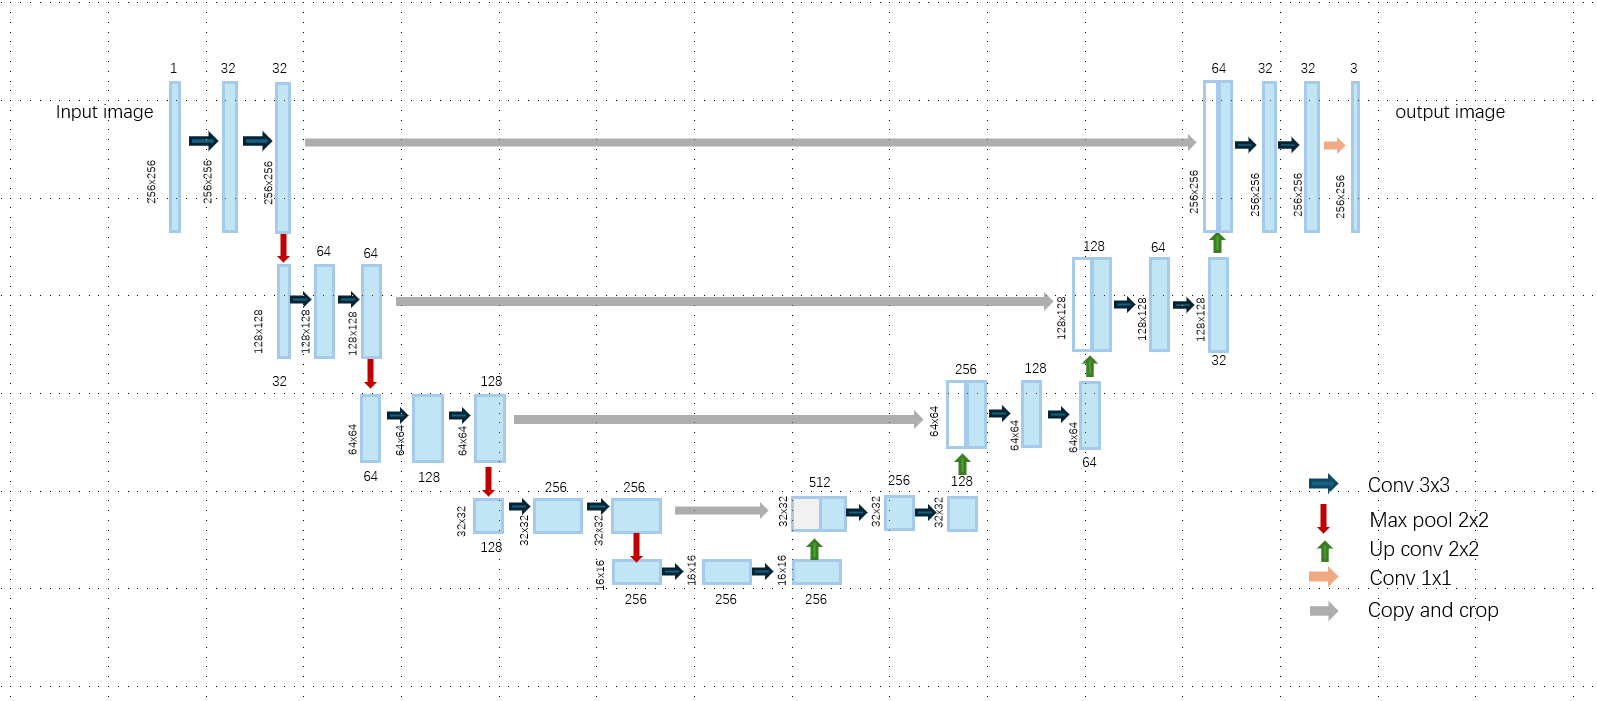 1
32
32
64
32
32
3
Input image
output image
256x256
256x256
256x256
256x256
256x256
256x256
256x256
64
64
128
64
128x128
128x128
128x128
128x128
128x128
128x128
32
32
128
256
128
64x64
64x64
64x64
64x64
64x64
64x64
64
128
64
256
256
512
256
128
32x32
32x32
32x32
32x32
32x32
32x32
128
16x16
16x16
16x16
256
256
256
Conv 3x3
Max pool 2x2
Up conv 2x2
Conv 1x1
Copy and crop